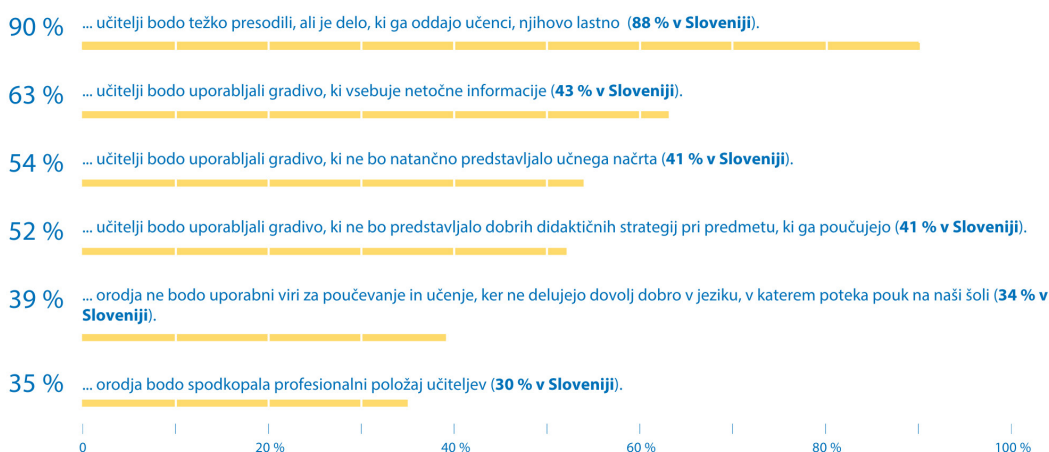 90 % ... učitelji bodo težko presodili, ali je delo, ki ga oddajo učenci, njihovo lastno (88 % v Sloveniji).
63 % ... učitelji bodo uporabljali gradivo, ki vsebuje netočne informacije (43 % v Sloveniji).
54 % ... učitelji bodo uporabljali gradivo, ki ne bo natančno predstavljalo učnega načrta (41 % v Sloveniji).
52 % ... učitelji bodo uporabljali gradivo, ki ne bo predstavljalo dobrih didaktičnih strategij pri predmetu, ki ga poučujejo (41 % v Sloveniji).
39 % ... orodja ne bodo uporabni viri za poučevanje in učenje, ker ne delujejo dovolj dobro v jeziku, v katerem poteka pouk na naši šoli (34 % v
Sloveniji).
35 % ... orodja bodo spodkopala profesionalni položaj učiteljev (30 % v Sloveniji).
0 20 % 40 % 60 % 80 % 100 %